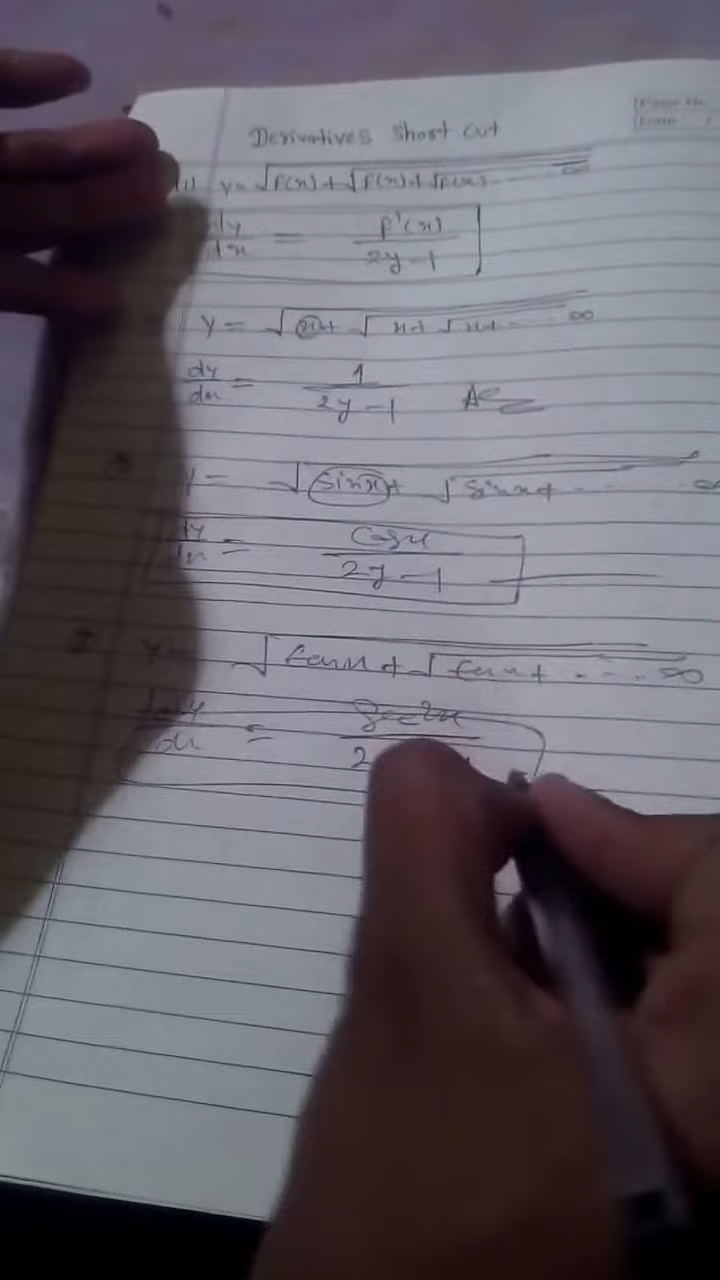 Derivatives Short cut
(1) y = √f(x) + √f(x) + √f(x) ... ∞
dy/dx = f'(x)/2y-1
y = √x + √x + √x + ... ∞
dy/dx = 1/2y-1
y = √sinx + √sinx + ... ∞
dy/dx = Cosx/2y-1
y = √tanx + √tanx + ... ∞
dy/dx = Sec²x/2